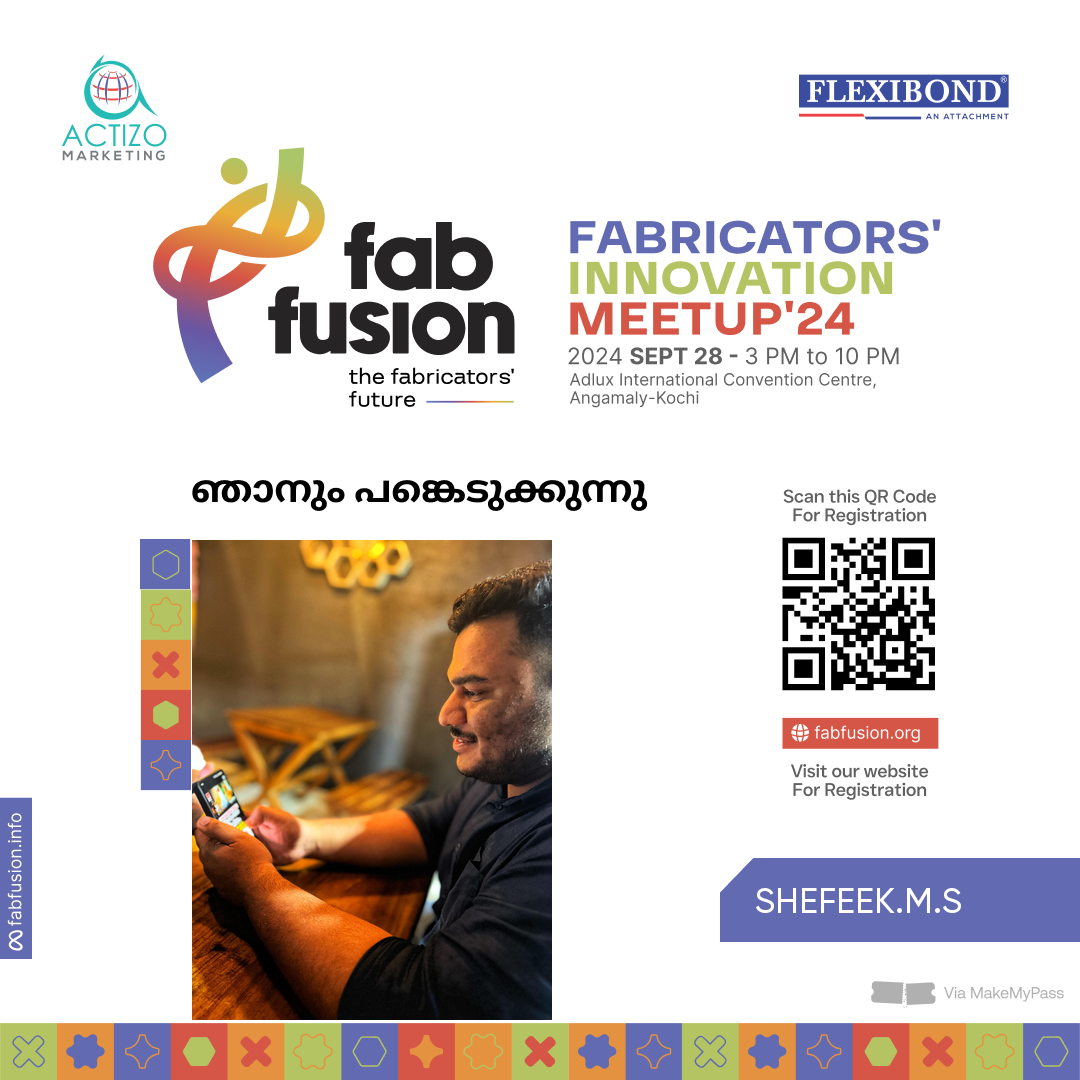 ACTIZO
MARKETING
FLEXIBOND®
AN ATTACHMENT
fab
fusion
the fabricators'
future
FABRICATORS'
INNOVATION
MEETUP'24
2024 SEPT 28 - 3 PM to 10 PM
Adlux International Convention Centre,
Angamaly-Kochi
ഞാനും പങ്കെടുക്കുന്നു
Scan this QR Code
For Registration
fabfusion.org
Visit our website
For Registration
fabfusion.info
SHEFEEK.M.S
Via MakeMyPass